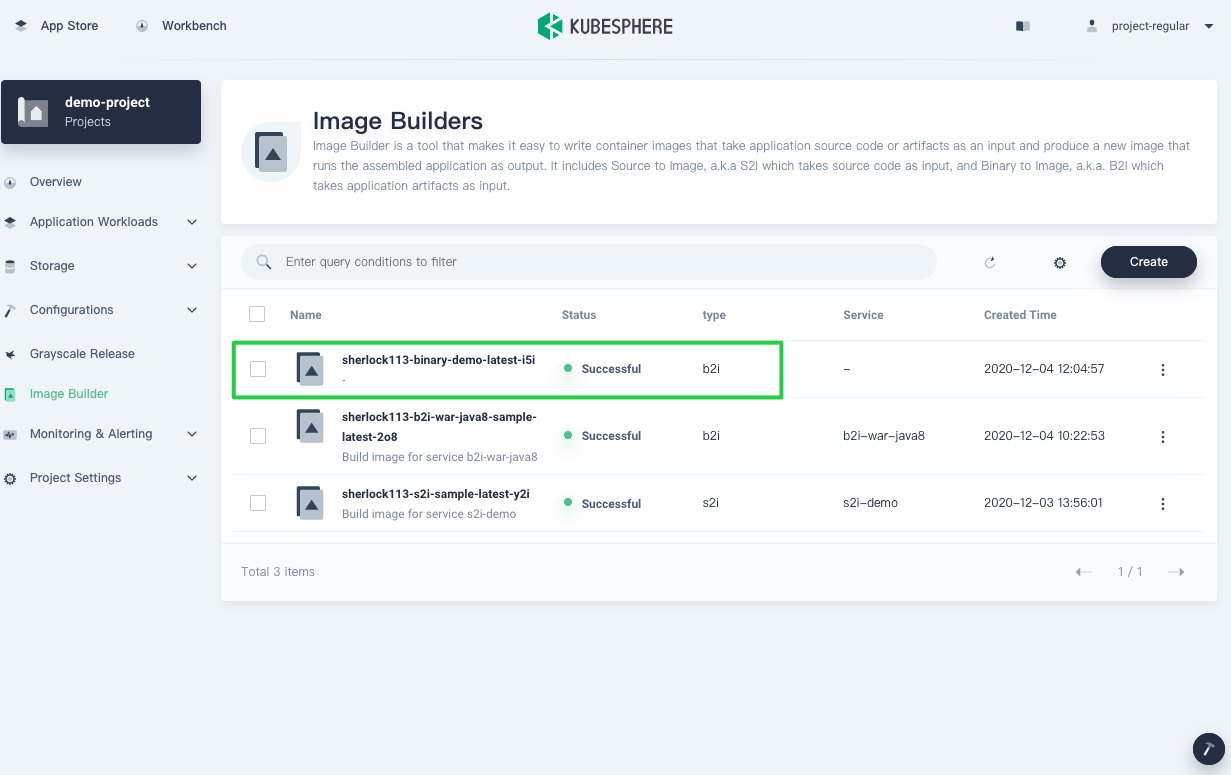 App Store
Workbench
KUBESPHERE
project-regular
demo-project
Projects
Overview
Application Workloads
Storage
Configurations
Grayscale Release
Image Builder
Monitoring & Alerting
Project Settings
Image Builders
Image Builder is a tool that makes it easy to write container images that take application source code or artifacts as an input and produce a new image that
runs the assembled application as output. It includes Source to Image, a.k.a S2I which takes source code as input, and Binary to Image, a.k.a. B2I which
takes application artifacts as input.
Enter query conditions to filter
Create
Name Status type Service Created Time
sherlock113-binary-demo-latest-i5i
-
Successful b2i – 2020-12-04 12:04:57
sherlock113-b2i-war-java8-sample-
latest-2o8
Build image for service b2i-war-java8
Successful b2i b2i-war-java8 2020-12-04 10:22:53
sherlock113-s2i-sample-latest-y2i
Build image for service s2i-demo
Successful s2i s2i-demo 2020-12-03 13:56:01
Total 3 items
1 / 1